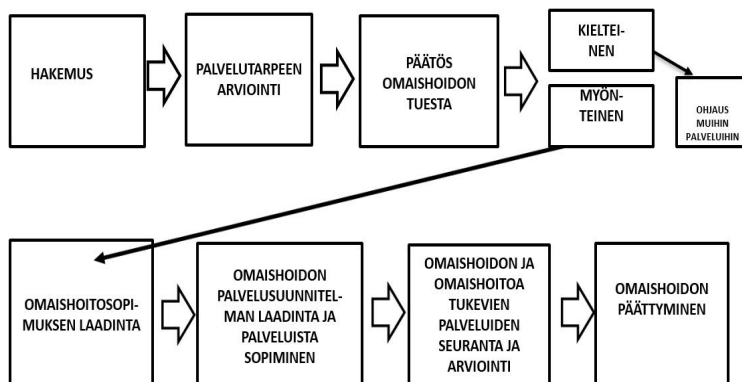 HAKEMUS
PALVELUTARPEEN
ARVIOINTI
PÄÄTÖS
OMAISHOIDON
TUESTA
KIELTEI-
NEN
MYÖN-
TEINEN
OHJAUS
MUIHIN
PALVELUIHIN
OMAISHOITOSOPI-
MUKSEN LAADINTA
OMAISHOIDON
PALVELUSUUNNITEL-
MAN LAADINTA JA
PALVELUISTA
SOPIMINEN
OMAISHOIDON JA
OMAISHOITOA
TUKEVIEN
PALVELUIDEN
SEURANTA JA
ARVIOINTI
OMAISHOIDON
PÄÄTTYMINEN